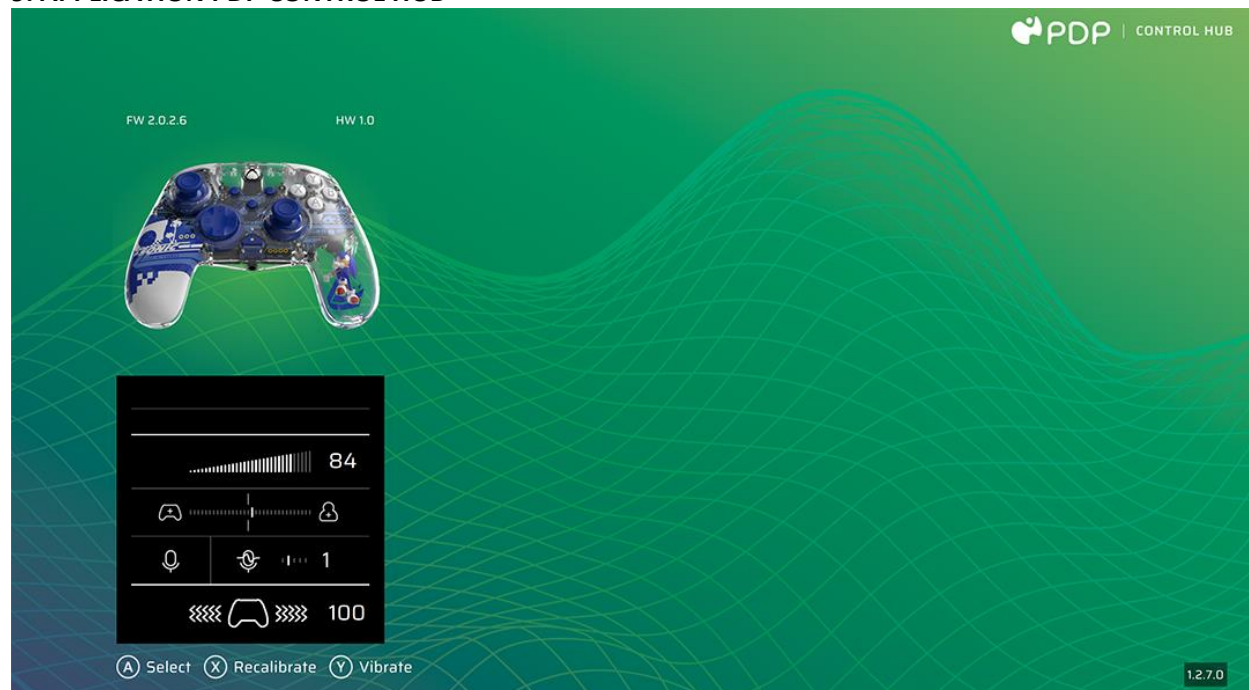 PDP | CONTROL HUB
FW 2.0.2.6
HW 1.0
84
1
100
A Select X Recalibrate Y Vibrate
1.2.7.0